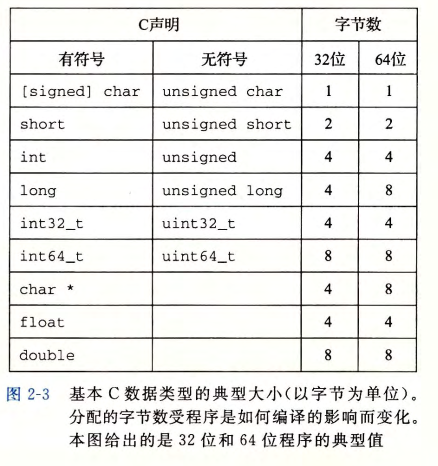 C声明 字节数
有符号 无符号 32位 64位
[signed] char unsigned char 1 1
short unsigned short 2 2
int unsigned 4 4
long unsigned long 4 8
int32_t uint32_t 4 4
int64_t uint64_t 8 8
char * 4 8
float 4 4
double 8 8
图 2-3 基本 C 数据类型的典型大小(以字节为单位)。
分配的字节数受程序是如何编译的影响而变化。
本图给出的是 32 位和 64 位程序的典型值